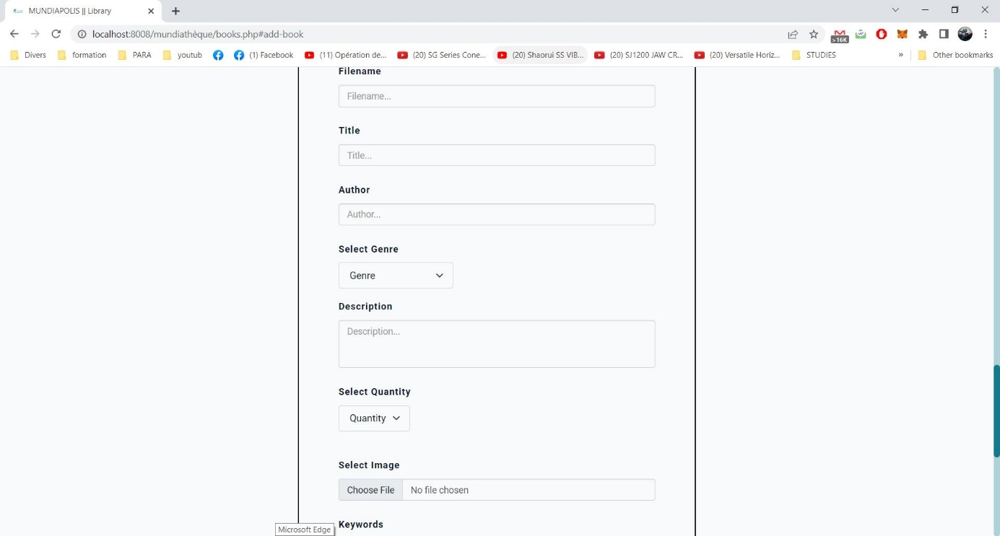 MUNDIAPOLIS || Library
localhost:8008/mundiathèque/books.php#add-book
>16K
Divers formation PARA youtub (1) Facebook (11) Opération de... (20) SG Series Cone... (20) Shaorui SS VIB... (20) SJ1200 JAW CR... (20) Versatile Horiz... STUDIES » Other bookmarks
Filename
Filename...
Title
Title...
Author
Author...
Select Genre
Genre
Description
Description...
Select Quantity
Quantity
Select Image
Choose File No file chosen
Keywords
Microsoft Edge